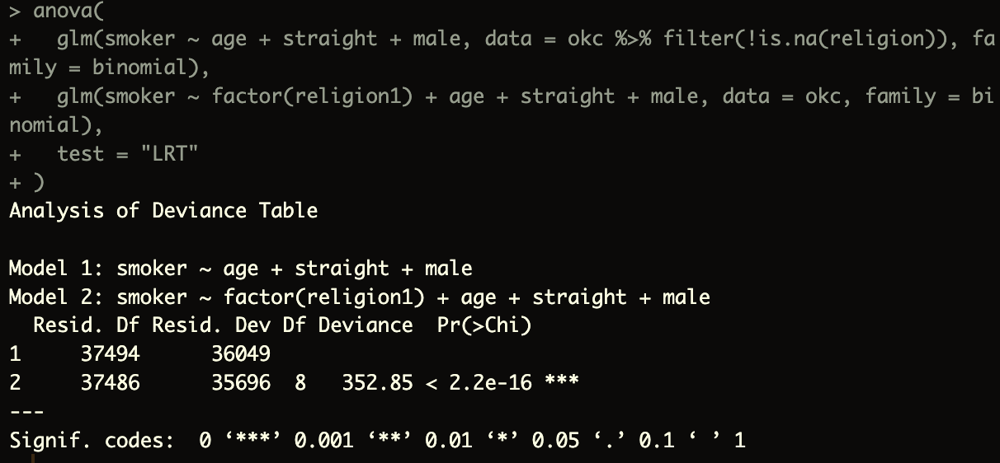 > anova(
+   glm(smoker ~ age + straight + male, data = okc %>% filter(!is.na(religion)), fa
mily = binomial),
+   glm(smoker ~ factor(religion1) + age + straight + male, data = okc, family = bi
nomial),
+   test = "LRT"
+ )
Analysis of Deviance Table

Model 1: smoker ~ age + straight + male
Model 2: smoker ~ factor(religion1) + age + straight + male
  Resid. Df Resid. Dev Df Deviance  Pr(>Chi)
1     37494      36049
2     37486      35696  8   352.85 < 2.2e-16 ***
---
Signif. codes:  0 ‘***’ 0.001 ‘**’ 0.01 ‘*’ 0.05 ‘.’ 0.1 ‘ ’ 1